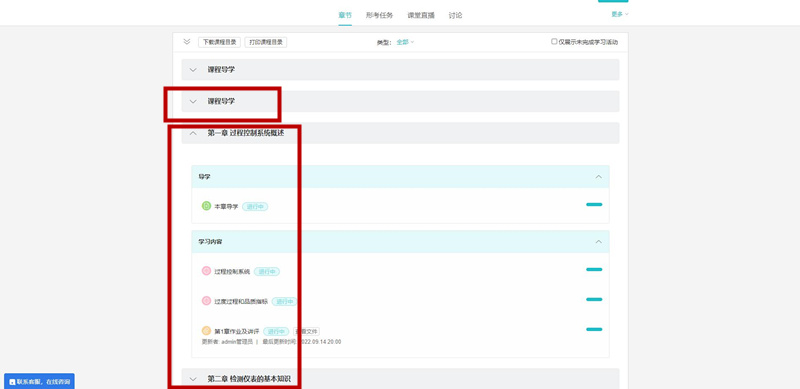 章节 形考任务 课堂直播 讨论 更多
下载课程目录 打印课程目录 类型: 全部 仅展示未完成学习活动
课程导学
课程导学
第一章 过程控制系统概述
导学
本章导学 进行中
学习内容
过程控制系统 进行中
过度过程和品质指标 进行中
第1章作业及讲评 进行中 查文件
更新者: admin管理员 | 最后更新时间: 2022.09.14 20:00
第二章 检测仪表的基本知识
联系客服，在线咨询